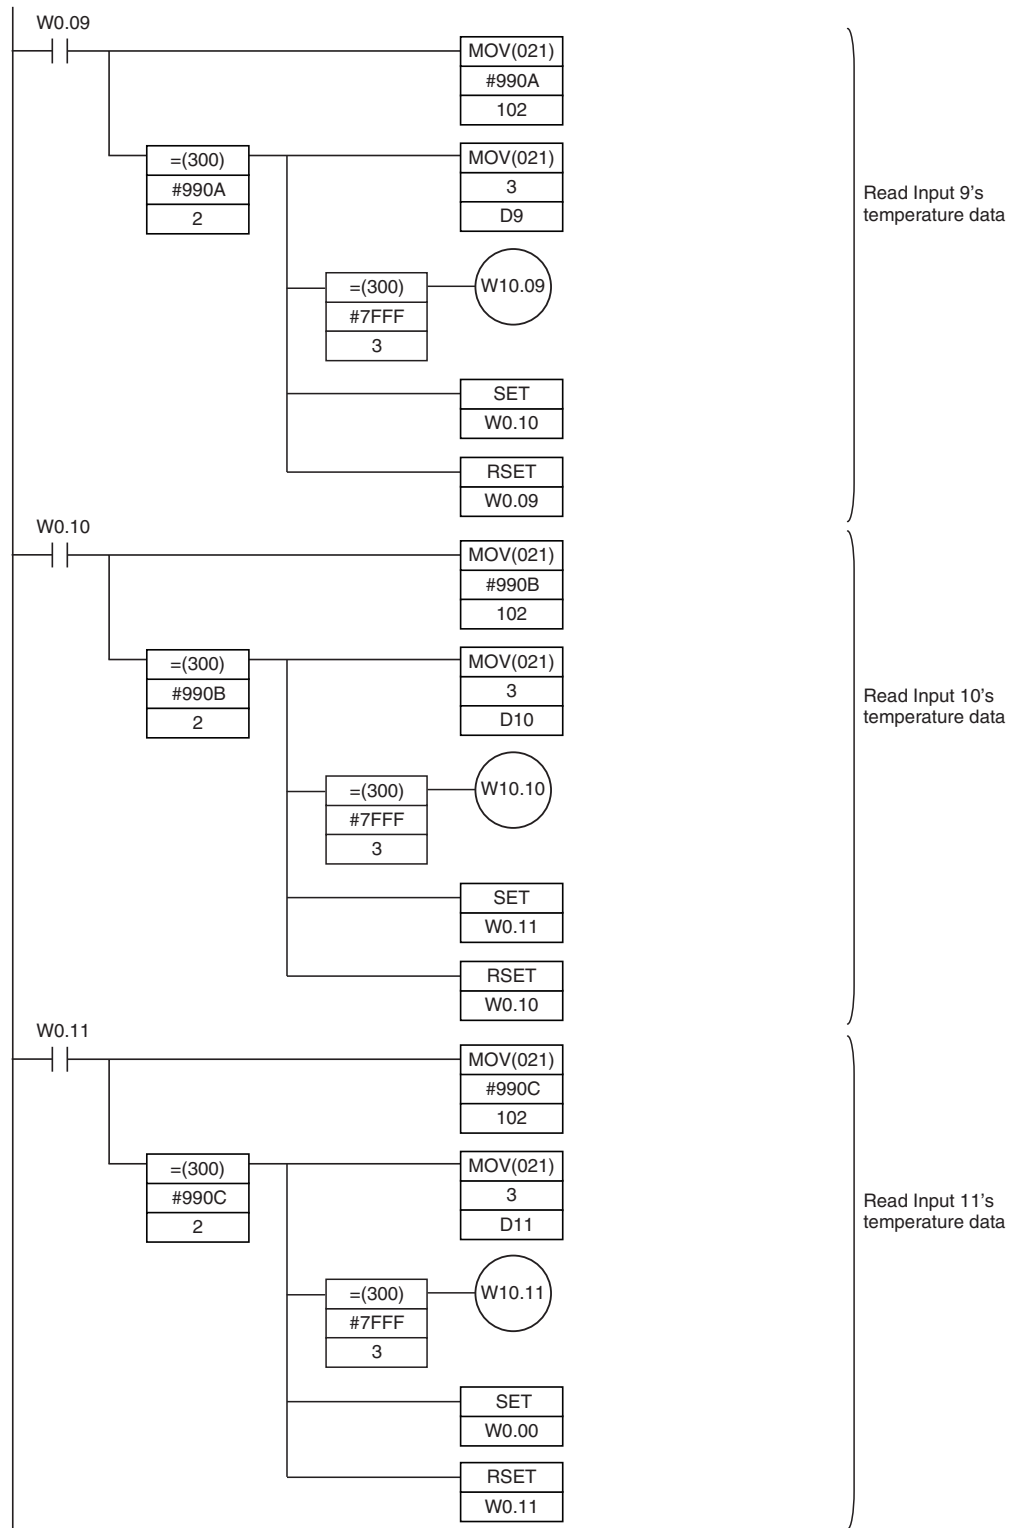 W0.09
MOV(021)
#990A
102
=(300)
#990A
2
MOV(021)
3
D9
Read Input 9's
temperature data
=(300)
#7FFF
3
W10.09
SET
W0.10
RSET
W0.09
W0.10
MOV(021)
#990B
102
=(300)
#990B
2
MOV(021)
3
D10
Read Input 10's
temperature data
=(300)
#7FFF
3
W10.10
SET
W0.11
RSET
W0.10
W0.11
MOV(021)
#990C
102
=(300)
#990C
2
MOV(021)
3
D11
Read Input 11's
temperature data
=(300)
#7FFF
3
W10.11
SET
W0.00
RSET
W0.11